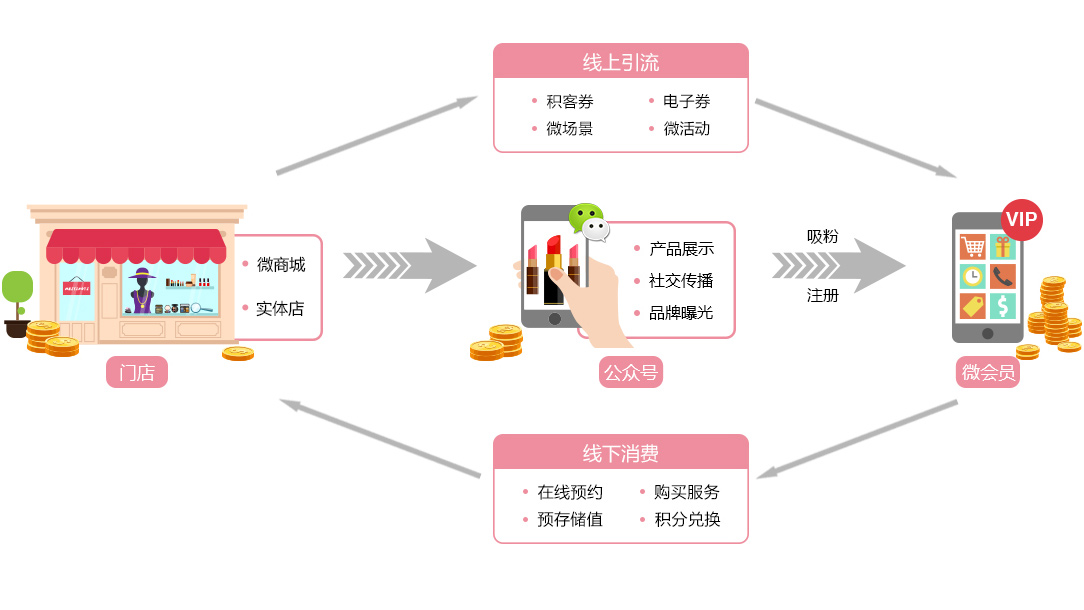 线上引流
积客券
电子券
微场景
微活动
微商城
实体店
门店
产品展示
社交传播
品牌曝光
公众号
吸粉
注册
VIP
微会员
线下消费
在线预约
购买服务
预存储值
积分兑换